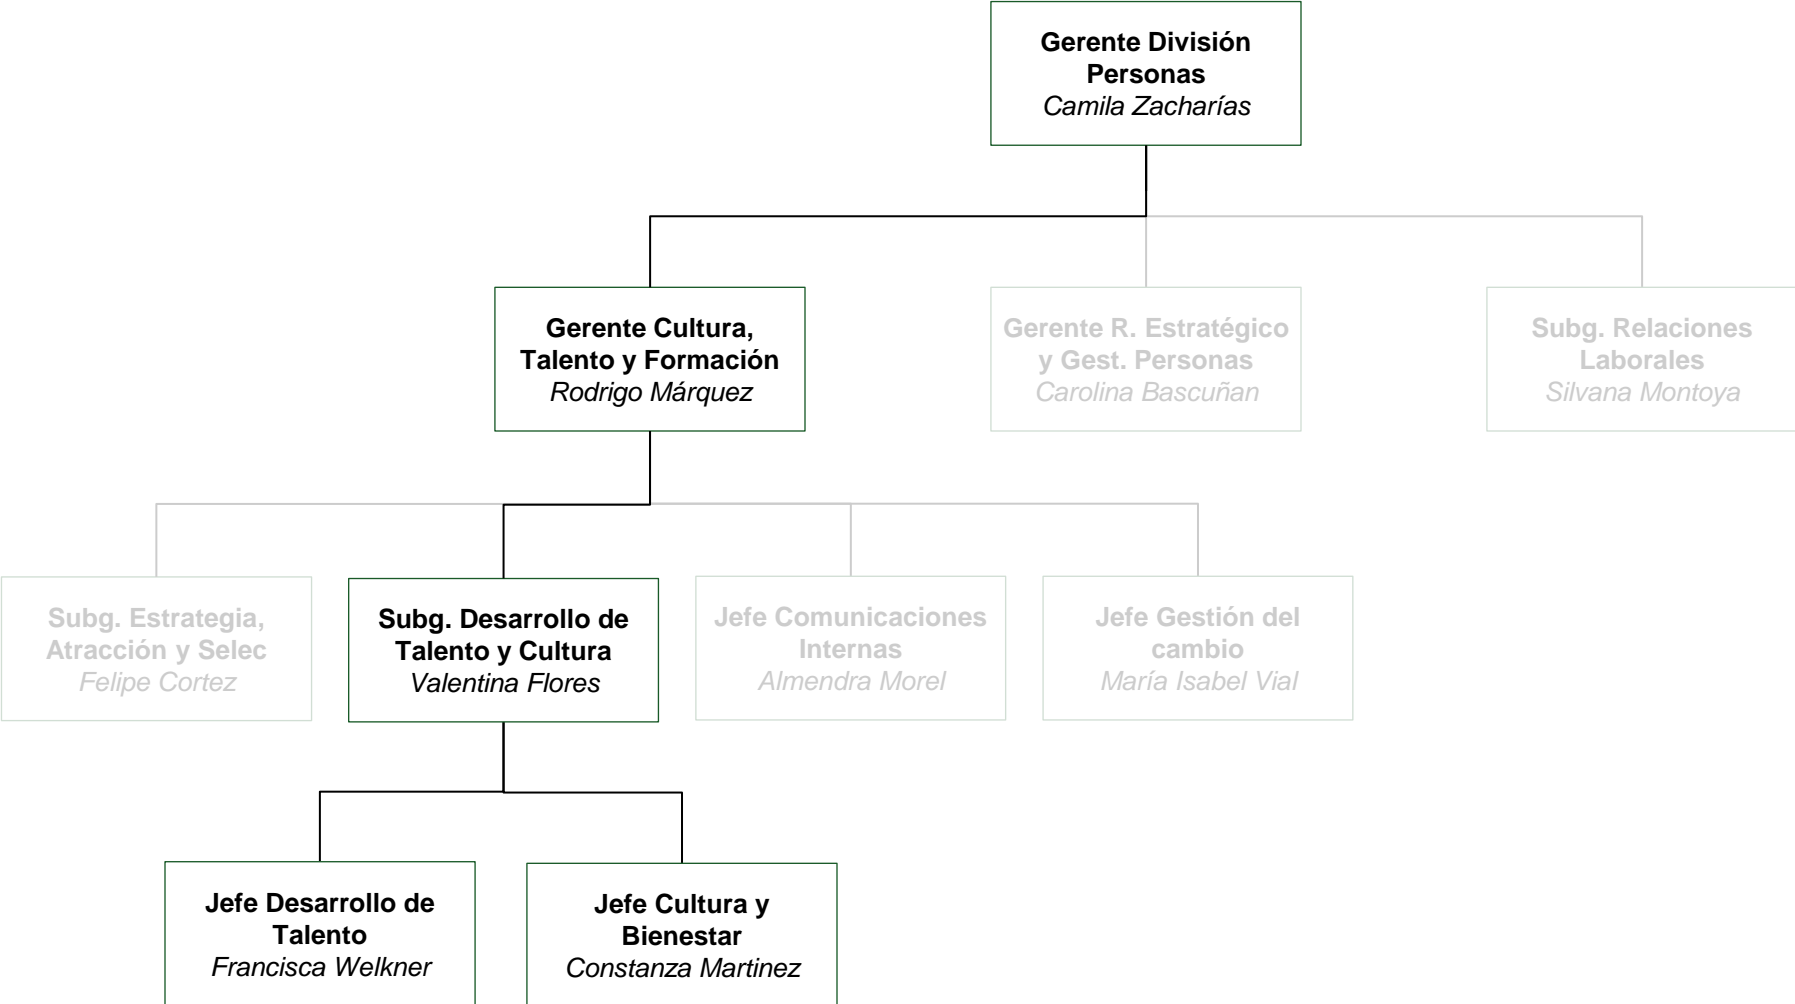 Gerente División
Personas
Camila Zacharías
Gerente Cultura,
Talento y Formación
Rodrigo Márquez
Gerente R. Estratégico
y Gest. Personas
Carolina Bascuñan
Subg. Relaciones
Laborales
Silvana Montoya
Subg. Estrategia,
Atracción y Selec
Felipe Cortez
Subg. Desarrollo de
Talento y Cultura
Valentina Flores
Jefe Comunicaciones
Internas
Almendra Morel
Jefe Gestión del
cambio
María Isabel Vial
Jefe Desarrollo de
Talento
Francisca Welkner
Jefe Cultura y
Bienestar
Constanza Martinez